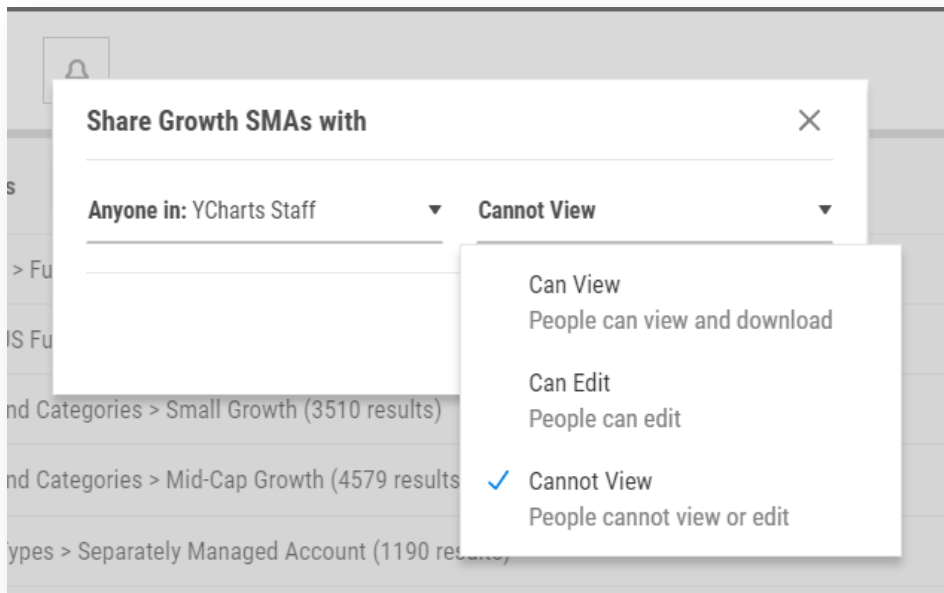 Share Growth SMAs with
s
Anyone in: YCharts Staff
Cannot View
> Fu
Can View
People can view and download
JS Fu
Can Edit
People can edit
nd Categories > Small Growth (3510 results)
nd Categories > Mid-Cap Growth (4579 results
Cannot View
People cannot view or edit
ypes > Separately Managed Account (1190 results)